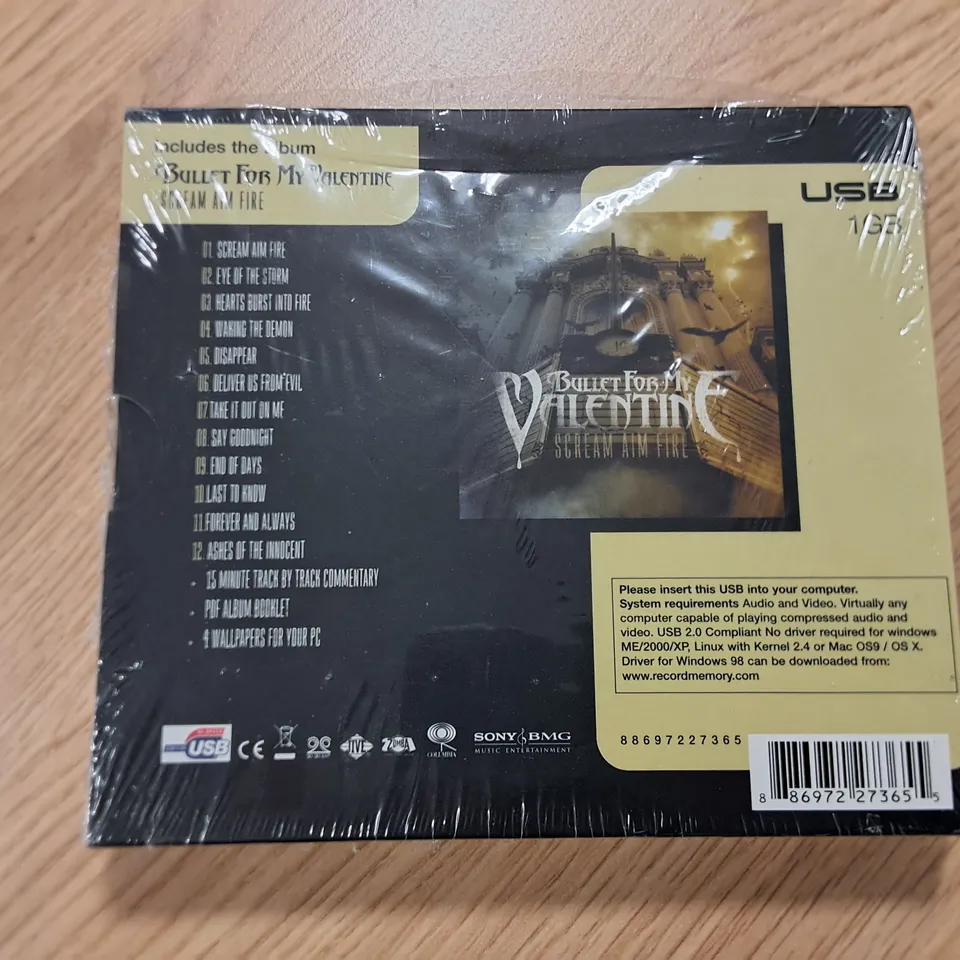 Includes the album
BULLET FOR MY VALENTINE
SCREAM AIM FIRE
01. SCREAM AIM FIRE
02. EYE OF THE STORM
03. HEARTS BURST INTO FIRE
04. WAKING THE DEMON
05. DISAPPEAR
06. DELIVER US FROM EVIL
07. TAKE IT OUT ON ME
08. SAY GOODNIGHT
09. END OF DAYS
10. LAST TO KNOW
11. FOREVER AND ALWAYS
12. ASHES OF THE INNOCENT
15 MINUTE TRACK BY TRACK COMMENTARY
PDF ALBUM BOOKLET
4 WALLPAPERS FOR YOUR PC
USB
1GB
BULLET FOR MY
VALENTINE
SCREAM AIM FIRE
Please insert this USB into your computer.
System requirements Audio and Video. Virtually any
computer capable of playing compressed audio and
video. USB 2.0 Compliant No driver required for windows
ME/2000/XP, Linux with Kernel 2.4 or Mac OS9 / OS X.
Driver for Windows 98 can be downloaded from:
www.recordmemory.com
USB
CE
JIVE
ZOMBA
COLUMBIA
SONY BMG
MUSIC ENTERTAINMENT
88697227365
8 86972 27365 5